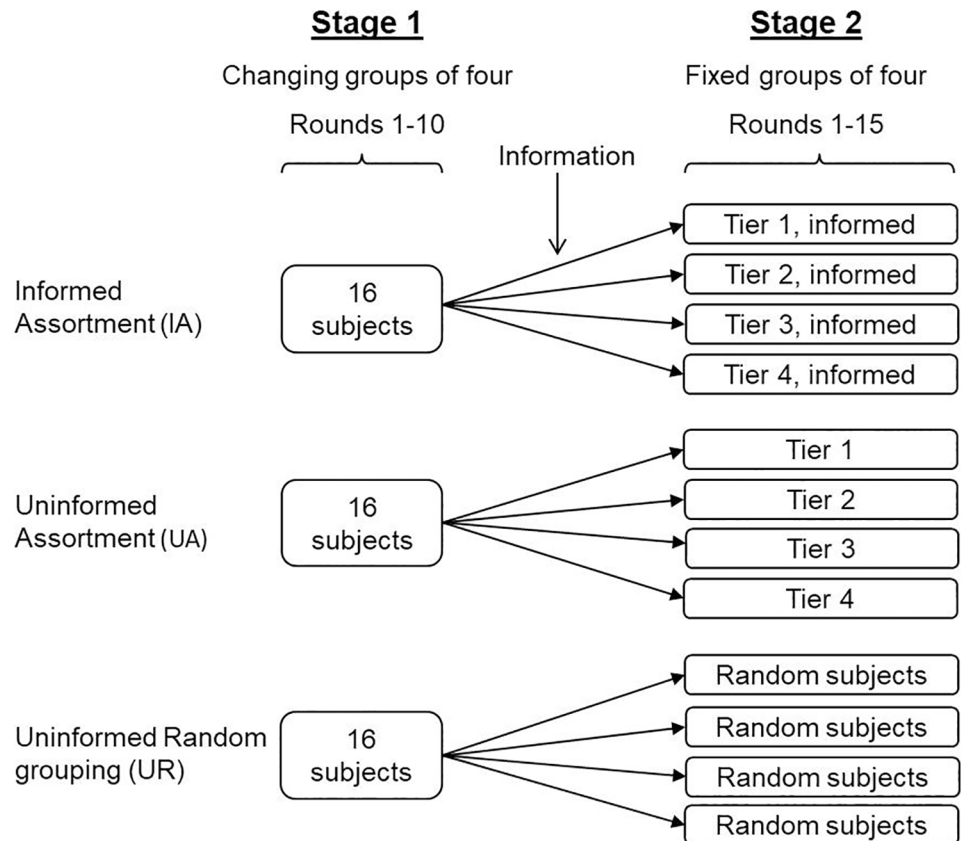 Stage 1
Stage 2
Changing groups of four
Fixed groups of four
Rounds 1-10
Rounds 1-15
Information
Informed
Assortment (IA)
16
subjects
Tier 1, informed
Tier 2, informed
Tier 3, informed
Tier 4, informed
Uninformed
Assortment (UA)
16
subjects
Tier 1
Tier 2
Tier 3
Tier 4
Uninformed Random
grouping (UR)
16
subjects
Random subjects
Random subjects
Random subjects
Random subjects